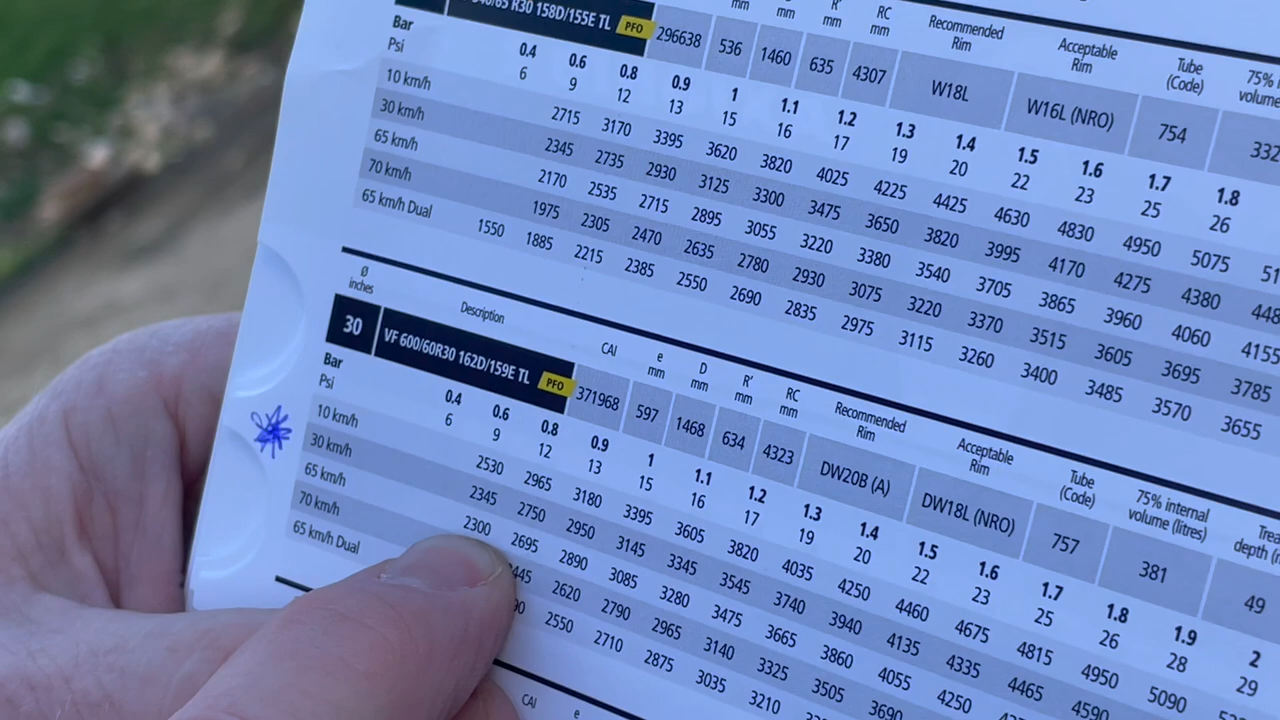 mm mm R' RC Recommended Acceptable Tube 75%
mm mm Rim Rim (Code) volume
R30 158D/155E TL PFO 296638 536 1460 635 4307 W18L W16L (NRO) 754 332
Bar 0.4 0.6 0.8 0.9 1 1.1 1.2 1.3 1.4 1.5 1.6 1.7 1.8
Psi 6 9 12 13 15 16 17 19 20 22 23 25 26
10 km/h 2715 3170 3395 3620 3820 4025 4225 4425 4630 4830 4950 5075
30 km/h 2345 2735 2930 3125 3300 3475 3650 3820 3995 4170 4275 4380
65 km/h 2170 2535 2715 2895 3055 3220 3380 3540 3705 3865 3960 4060 4155
70 km/h 1975 2305 2470 2635 2780 2930 3075 3220 3370 3515 3605 3695 3785
65 km/h Dual 1550 1885 2215 2385 2550 2690 2835 2975 3115 3260 3400 3485 3570 3655
Ø Description CAI e D R' RC Recommended Acceptable Tube 75% internal
inches mm mm mm mm Rim Rim (Code) volume (litres) depth
30 VF 600/60R30 162D/159E TL PFO 371968 597 1468 634 4323 DW20B (A) DW18L (NRO) 757 381 49
Bar 0.4 0.6 0.8 0.9 1 1.1 1.2 1.3 1.4 1.5 1.6 1.7 1.8 1.9 2
Psi 6 9 12 13 15 16 17 19 20 22 23 25 26 28 29
10 km/h 2530 2965 3180 3395 3605 3820 4035 4250 4460 4675 4815 4950 5090
30 km/h 2345 2750 2950 3145 3345 3545 3740 3940 4135 4335 4465 4590
65 km/h 2300 2695 2890 3085 3280 3475 3665 3860 4055 4250
70 km/h 2620 2790 2965 3140 3325 3505 3690
65 km/h Dual 2550 2710 2875 3035 3210
CAI e